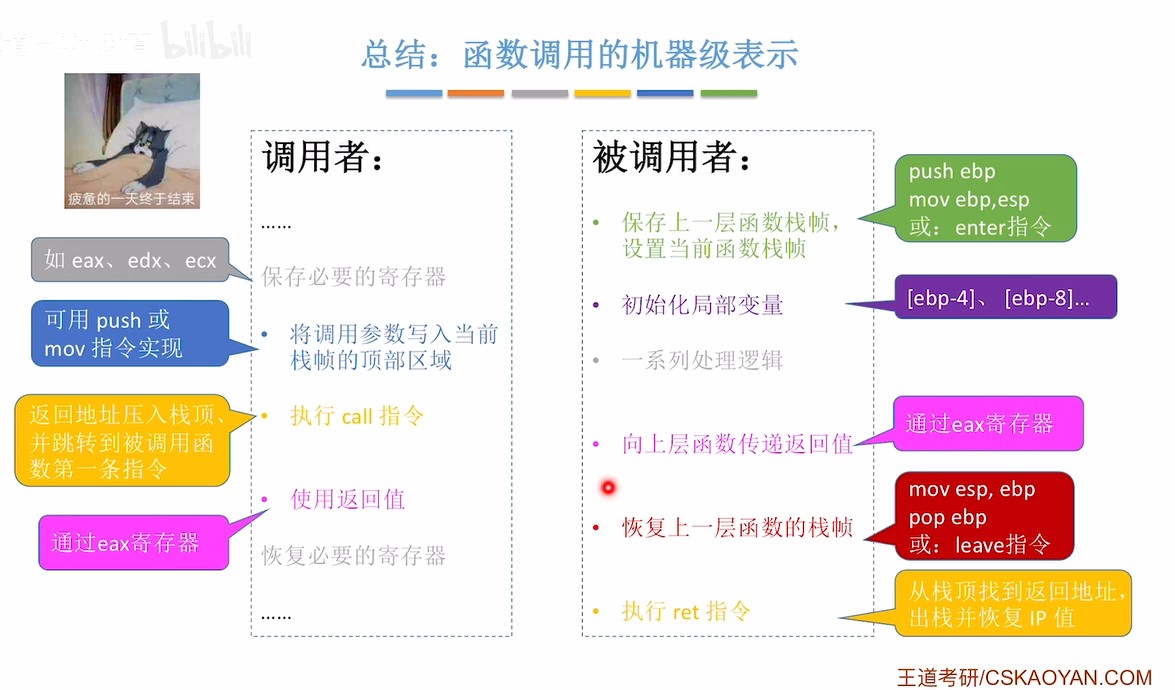 bilibili
总结：函数调用的机器级表示
疲惫的一天终于结束
调用者：
......
保存必要的寄存器
• 将调用参数写入当前
栈帧的顶部区域
• 执行 call 指令
• 使用返回值
恢复必要的寄存器
......
如 eax、edx、ecx
可用 push 或
mov 指令实现
返回地址压入栈顶、
并跳转到被调用函
数第一条指令
通过eax寄存器
被调用者：
• 保存上一层函数栈帧，
设置当前函数栈帧
• 初始化局部变量
• 一系列处理逻辑
• 向上层函数传递返回值
• 恢复上一层函数的栈帧
• 执行 ret 指令
push ebp
mov ebp,esp
或：enter指令
[ebp-4]、 [ebp-8]...
通过eax寄存器
mov esp, ebp
pop ebp
或：leave指令
从栈顶找到返回地址，
出栈并恢复 IP 值
王道考研/CSKAOYAN.COM